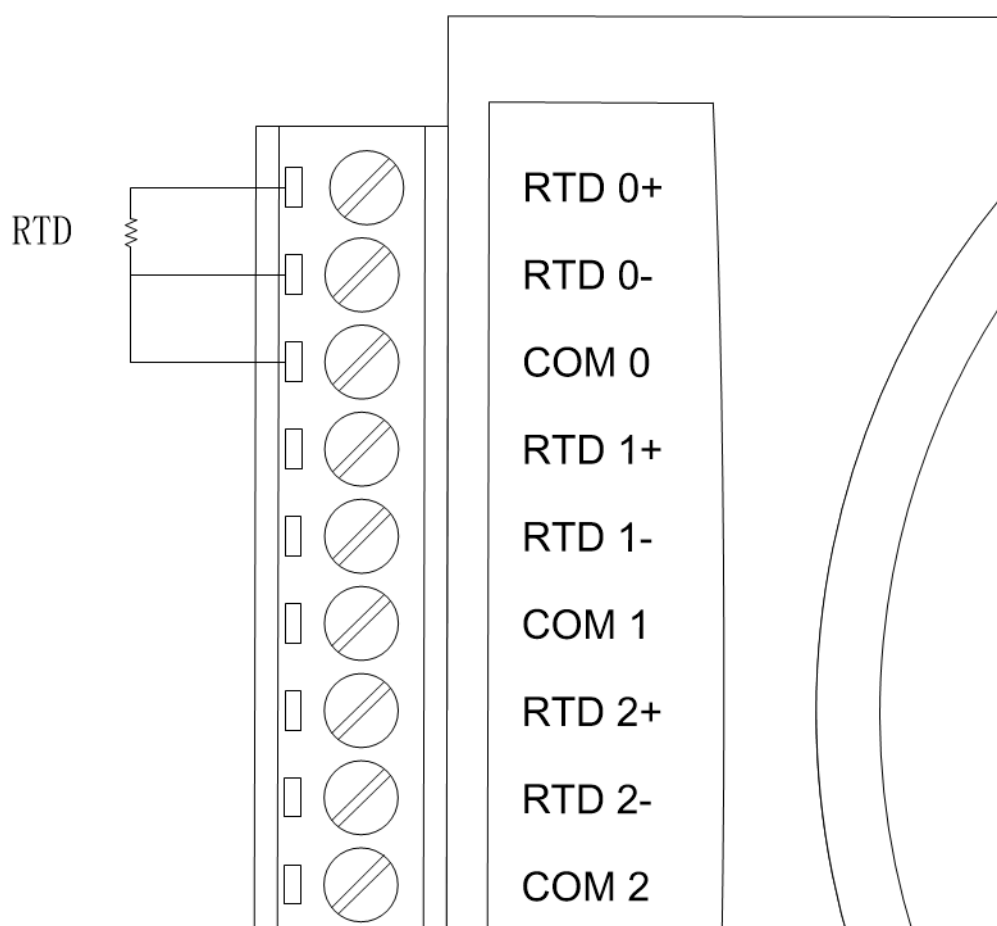 RTD
RTD 0+
RTD 0-
COM 0
RTD 1+
RTD 1-
COM 1
RTD 2+
RTD 2-
COM 2